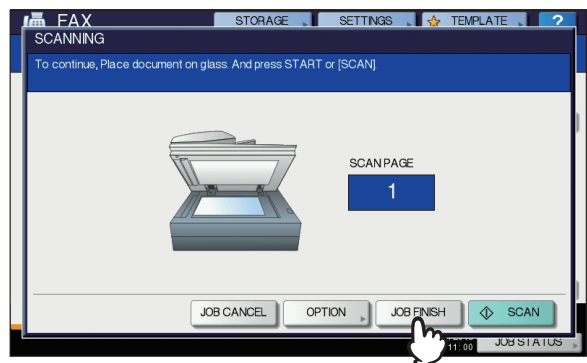 FAX
STORAGE
SETTINGS
TEMPLATE
?
SCANNING
To continue, Place document on glass. And press START or [SCAN].
SCAN PAGE
1
JOB CANCEL
OPTION
JOB FINISH
SCAN
11:00
JOB STATUS